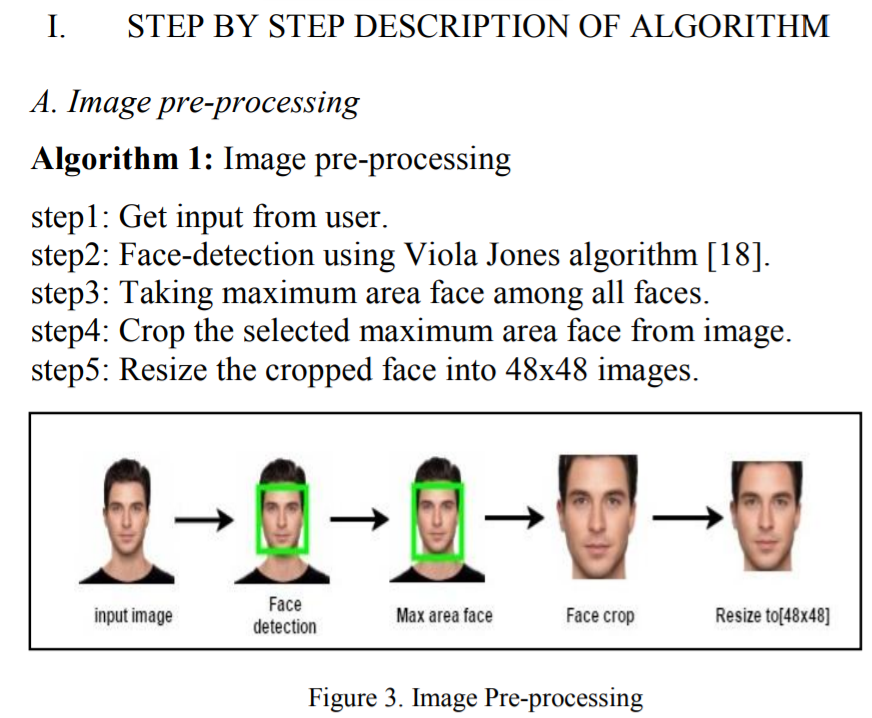 I. STEP BY STEP DESCRIPTION OF ALGORITHM
A. Image pre-processing
Algorithm 1: Image pre-processing
step1: Get input from user.
step2: Face-detection using Viola Jones algorithm [18].
step3: Taking maximum area face among all faces.
step4: Crop the selected maximum area face from image.
step5: Resize the cropped face into 48x48 images.
input image
Face
detection
Max area face
Face crop
Resize to[48x48]
Figure 3. Image Pre-processing